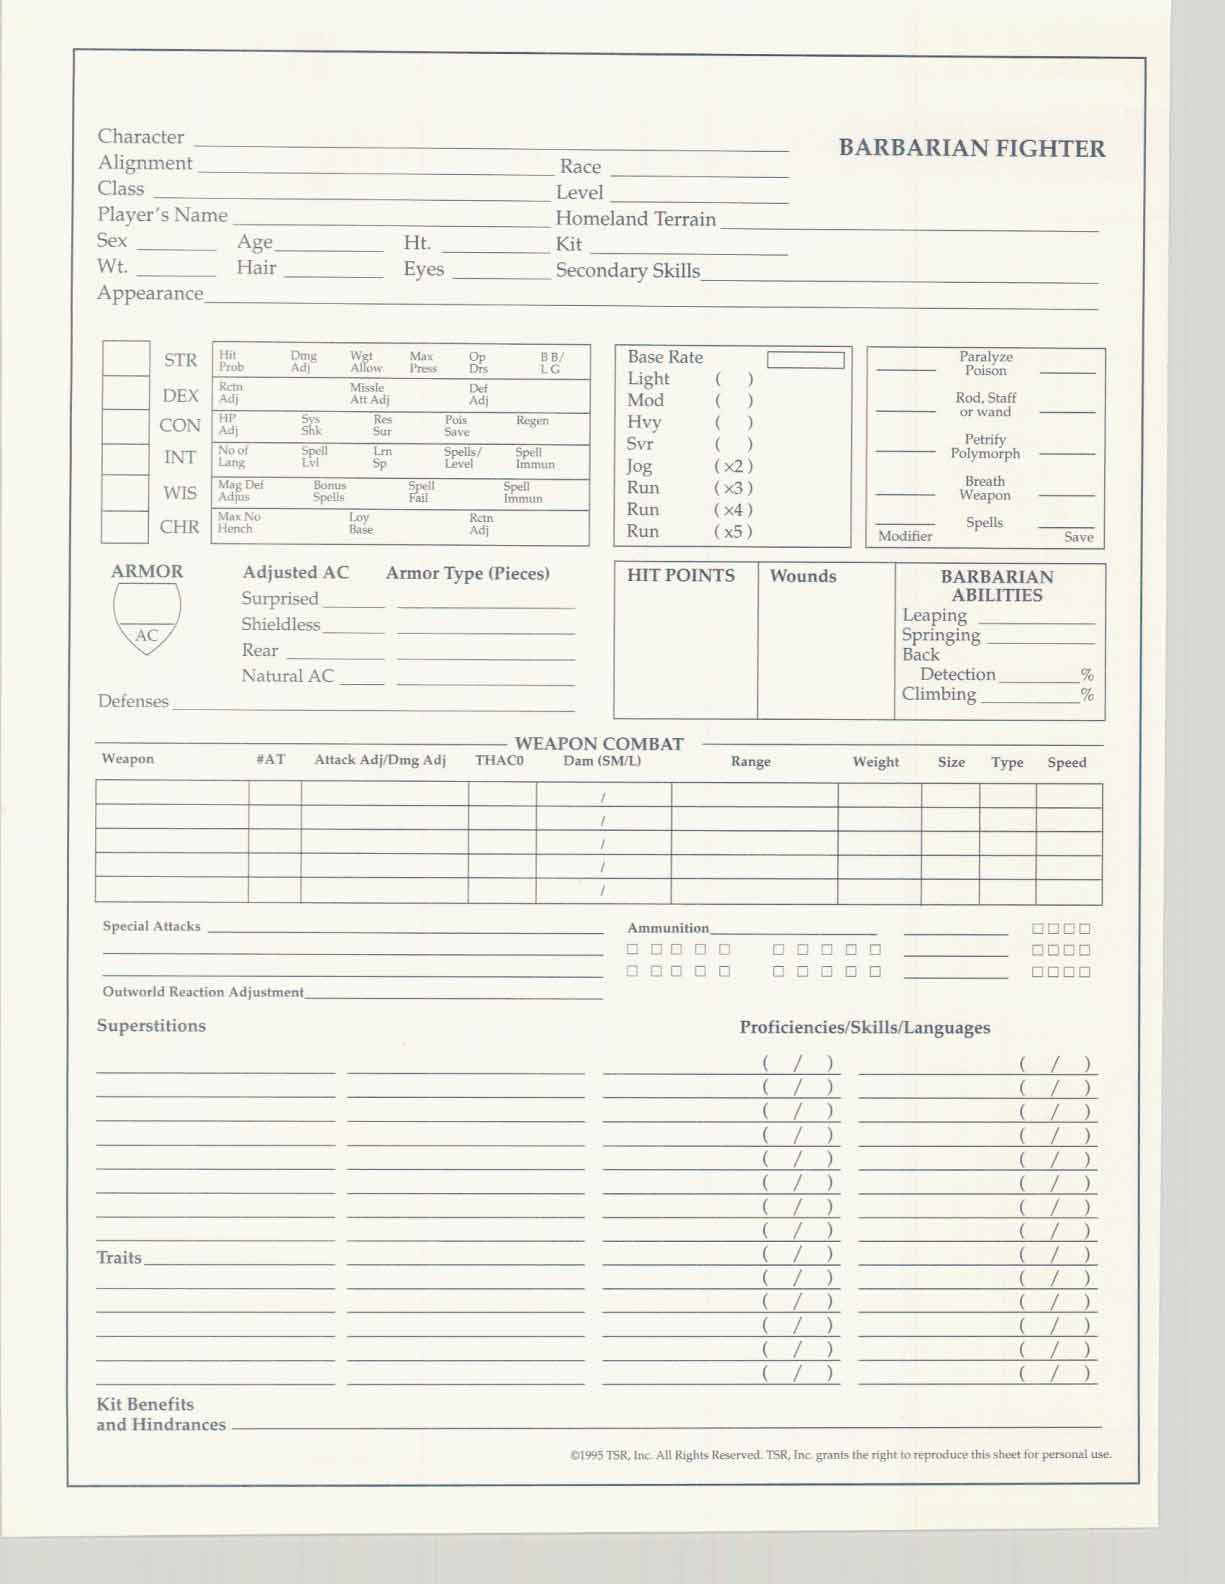 BARBARIAN FIGHTER
Character
Alignment Race
Class Level
Player's Name Homeland Terrain
Sex Age Ht. Kit
Wt. Hair Eyes Secondary Skills
Appearance
STR Hit Prob Dmg Adj Wgt Allow Max Press Op Drs B B/ L G
DEX Rctn Adj Missle Att Adj Def Adj
CON HP Adj Sys Shk Res Sur Pois Save Regen
INT No of Lang Spell Lvl Lrn Sp Spells/ Level Spell Immun
WIS Mag Def Adjus Bonus Spells Spell Fail Spell Immun
CHR Max No Hench Loy Base Rctn Adj
Base Rate
Light ( )
Mod ( )
Hvy ( )
Svr ( )
Jog (×2)
Run (×3)
Run (×4)
Run (x5)
Paralyze
Poison
Rod, Staff
or wand
Petrify
Polymorph
Breath
Weapon
Spells
Modifier Save
ARMOR Adjusted AC Armor Type (Pieces)
Surprised
Shieldless
AC
Rear
Natural AC
Defenses
HIT POINTS Wounds
BARBARIAN
ABILITIES
Leaping
Springing
Back
Detection %
Climbing %
WEAPON COMBAT
Weapon #AT Attack Adj/Dmg Adj THAC0 Dam (SM/L) Range Weight Size Type Speed
/
/
/
/
/
Special Attacks Ammunition
Outworld Reaction Adjustment
Superstitions Proficiencies/Skills/Languages
( / ) ( / )
( / ) ( / )
( / ) ( / )
( / ) ( / )
( / ) ( / )
( / ) ( / )
( / ) ( / )
( / ) ( / )
Traits ( / ) ( / )
( / ) ( / )
( / ) ( / )
( / ) ( / )
( / ) ( / )
( / ) ( / )
Kit Benefits
and Hindrances
©1995 TSR, Inc. All Rights Reserved. TSR, Inc. grants the right to reproduce this sheet for personal use.